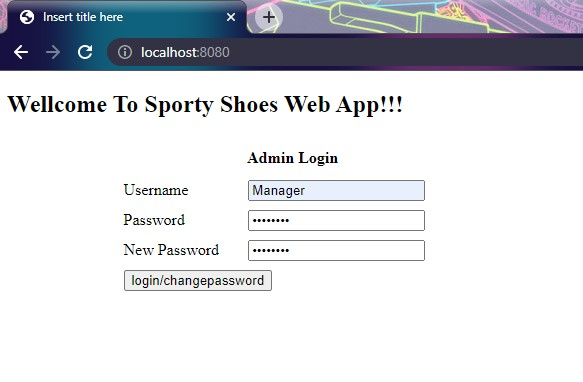 Insert title here
localhost:8080
Wellcome To Sporty Shoes Web App!!!
Admin Login
Username Manager
Password ••••••••
New Password ••••••••
login/changepassword